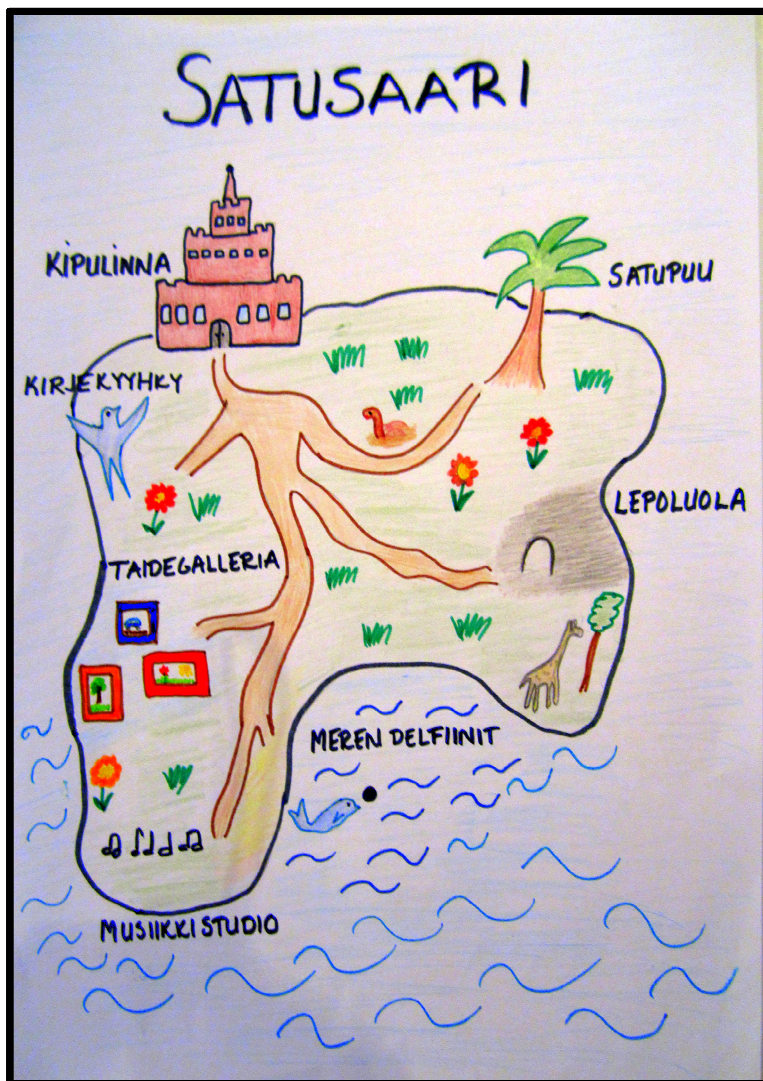 SATUSAARI
KIPULINNA
SATUPUU
KIRJEKYYHKY
LEPOLUOLA
TAIDEGALLERIA
MEREN DELFIINIT
MUSIIKKISTUDIO